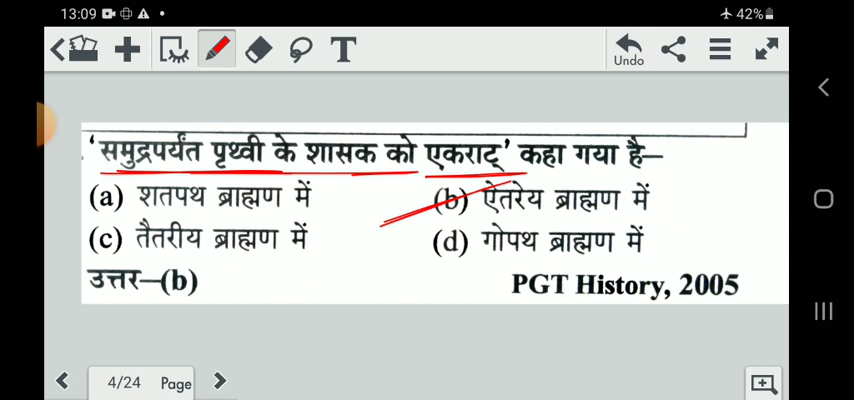 13:09
42%
T
Undo
'समुद्रपर्यंत पृथ्वी के शासक को एकराट्' कहा गया है—
(a) शतपथ ब्राह्मण में (b) ऐतरेय ब्राह्मण में
(c) तैतरीय ब्राह्मण में (d) गोपथ ब्राह्मण में
उत्तर—(b) PGT History, 2005
4/24 Page